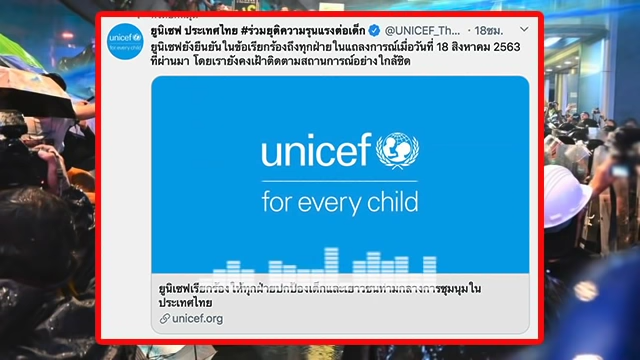 unicef
for every child
ยูนิเซฟ ประเทศไทย #ร่วมยุติความรุนแรงต่อเด็ก @UNICEF_Th... · 18ชม.
ยูนิเซฟยังยืนยันในข้อเรียกร้องถึงทุกฝ่ายในแถลงการณ์เมื่อวันที่ 18 สิงหาคม 2563
ที่ผ่านมา โดยเรายังคงเฝ้าติดตามสถานการณ์อย่างใกล้ชิด
unicef
for every child
ยูนิเซฟเรียกร้องให้ทุกฝ่ายปกป้องเด็กและเยาวชนท่ามกลางการชุมนุมใน
ประเทศไทย
unicef.org